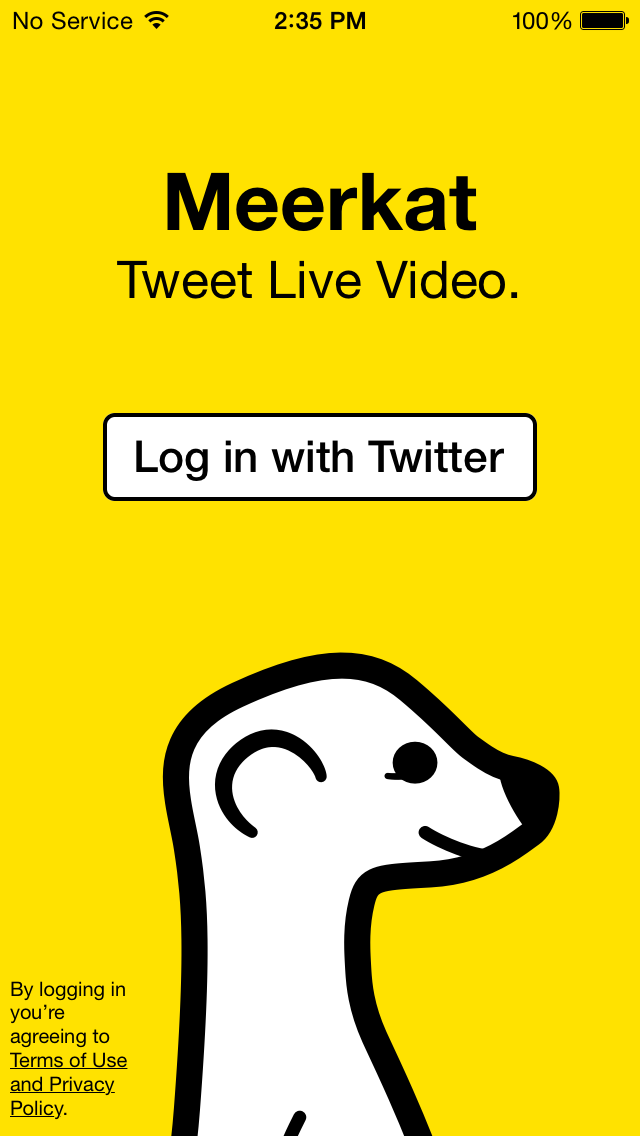 No Service 2:35 PM 100%
Meerkat
Tweet Live Video.
Log in with Twitter
By logging in
you’re
agreeing to
Terms of Use
and Privacy
Policy.